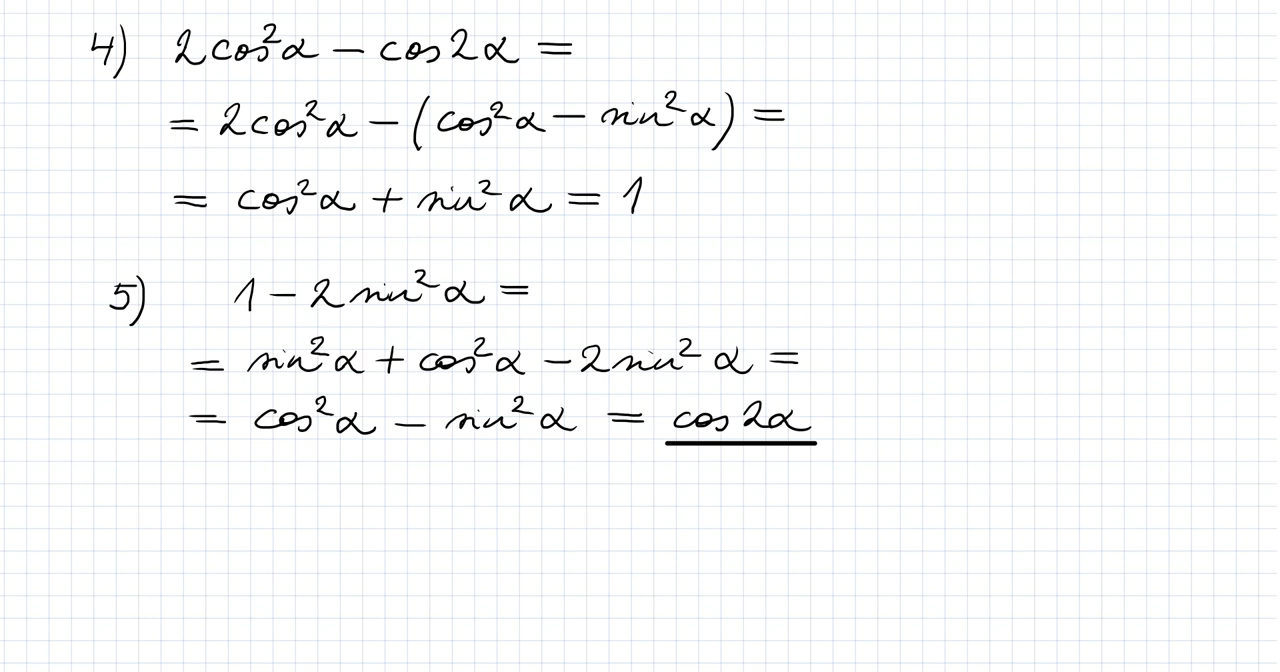 4) 2cos²α − cos2α =
= 2cos²α − (cos²α − sin²α) =
= cos²α + sin²α = 1
5) 1 − 2sin²α =
= sin²α + cos²α − 2sin²α =
= cos²α − sin²α = cos2α